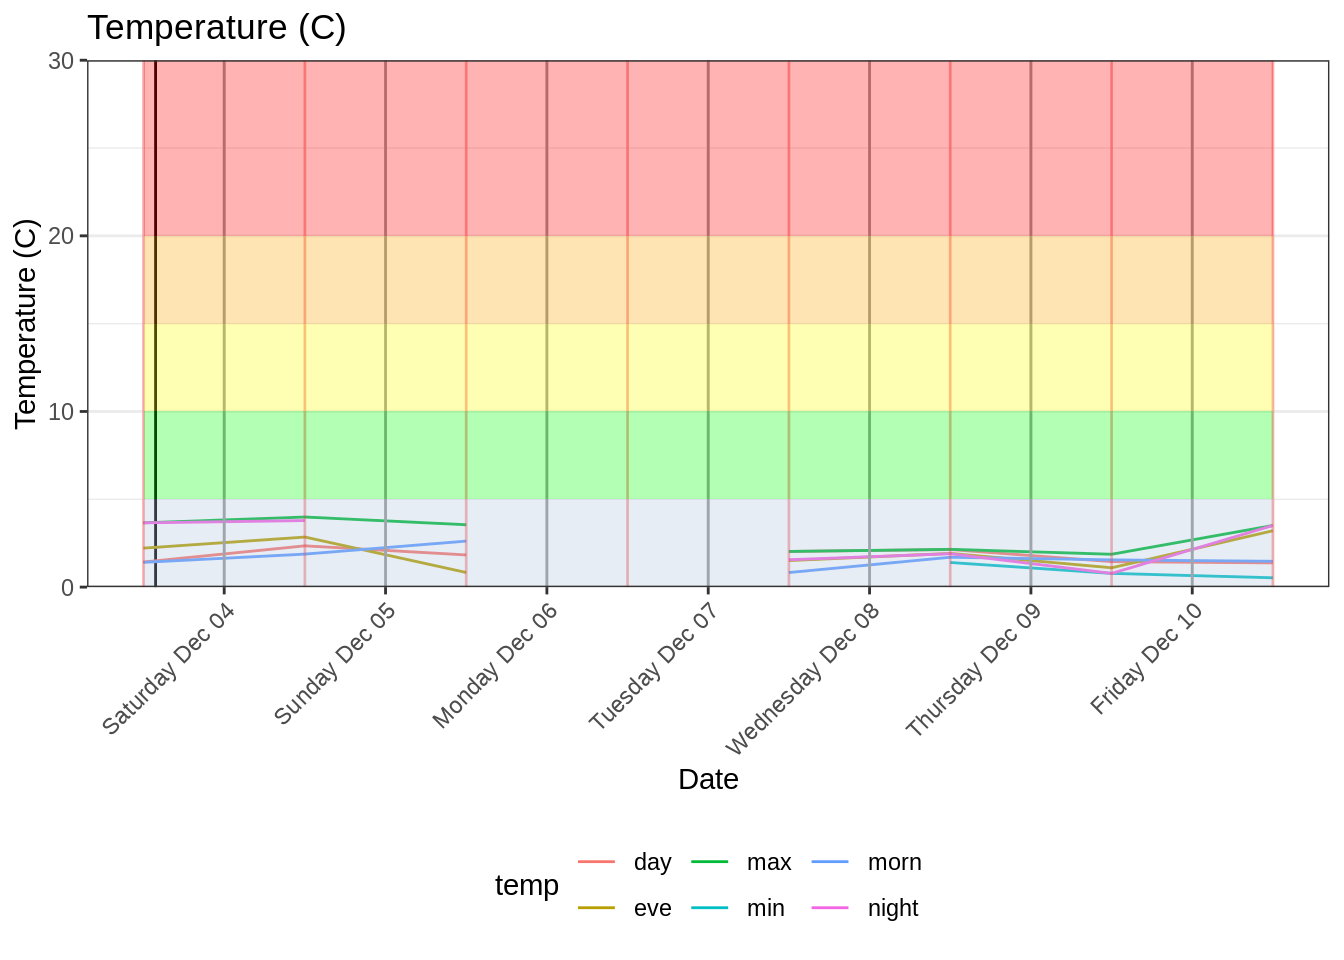 Temperature (C)
30
20
10
0
Temperature (C)
Saturday Dec 04
Sunday Dec 05
Monday Dec 06
Tuesday Dec 07
Wednesday Dec 08
Thursday Dec 09
Friday Dec 10
Date
temp
day
max
morn
eve
min
night